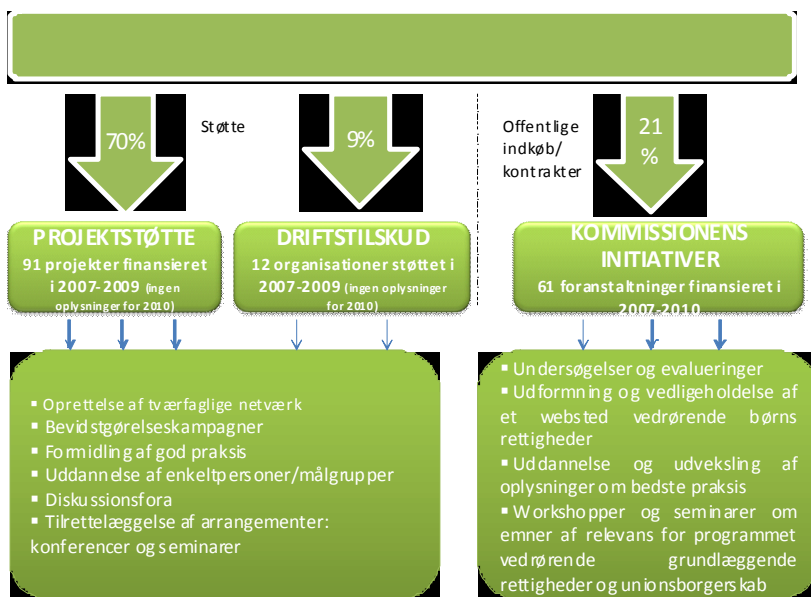 70%
Støtte
9%
Offentlige
indkøb/
kontrakter
21
%
PROJEKTSTØTTE
91 projekter finansieret
i 2007-2009 (ingen
oplysninger for 2010)
DRIFTSTILSKUD
12 organisationer støttet i
2007-2009 (ingen oplysninger
for 2010)
KOMMISSIONENS
INITIATIVER
61 foranstaltninger finansieret i
2007-2010
▪ Oprettelse af tværfaglige netværk
▪ Bevidstgørelseskampagner
▪ Formidling af god praksis
▪ Uddannelse af enkeltpersoner/målgrupper
▪ Diskussionsfora
▪ Tilrettelæggelse af arrangementer:
konferencer og seminarer
▪ Undersøgelser og evalueringer
▪ Udformning og vedligeholdelse af
et websted vedrørende børns
rettigheder
▪ Uddannelse og udveksling af
oplysninger om bedste praksis
▪ Workshopper og seminarer om
emner af relevans for programmet
vedrørende grundlæggende
rettigheder og unionsborgerskab